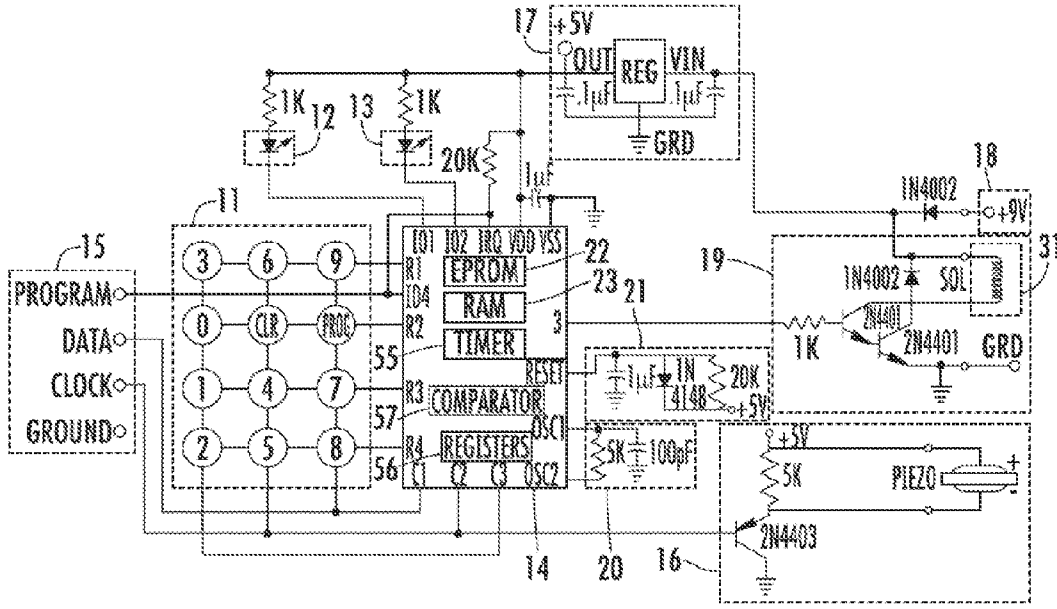 17
+5V
OUT
REG
VIN
.1µF
.1µF
GRD
1K
12
13
1K
20K
.1µF
1N4002
18
+9V
11
15
PROGRAM
DATA
CLOCK
GROUND
3
6
9
0
CLR
PROG
1
4
7
2
5
8
IO1
IO2
IRQ
VDD
VSS
R1
IO4
R2
R3
R4
EPROM
RAM
TIMER
COMPARATOR
REGISTERS
22
23
55
57
56
3
RESET
OSC1
C1
C2
C3
OSC2
14
21
1µF
1N
4148
20K
+5V
5K
100pF
20
19
31
1N4002
SOL
2N4401
2N4401
1K
GRD
+5V
5K
PIEZO
+
-
2N4403
16